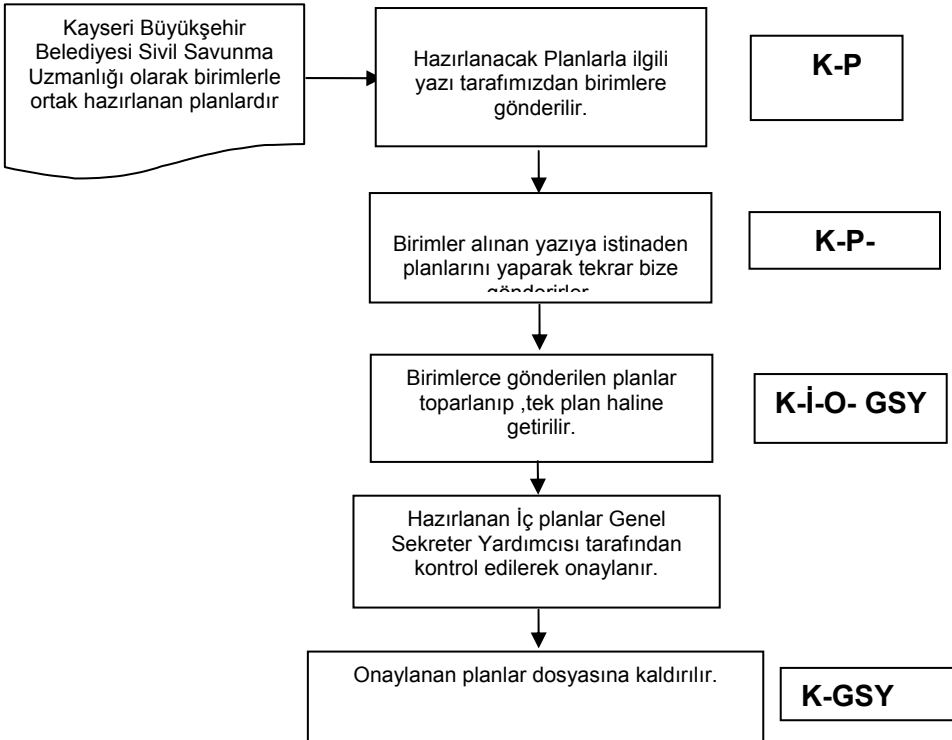 Kayseri Büyükşehir
Belediyesi Sivil Savunma
Uzmanlığı olarak birimlerle
ortak hazırlanan planlardır
Hazırlanacak Planlarla ilgili
yazı tarafımızdan birimlere
gönderilir.
K-P
Birimler alınan yazıya istinaden
planlarını yaparak tekrar bize
gönderirler
K-P-
Birimlerce gönderilen planlar
toparlanıp ,tek plan haline
getirilir.
K-İ-O- GSY
Hazırlanan İç planlar Genel
Sekreter Yardımcısı tarafından
kontrol edilerek onaylanır.
Onaylanan planlar dosyasına kaldırılır.
K-GSY